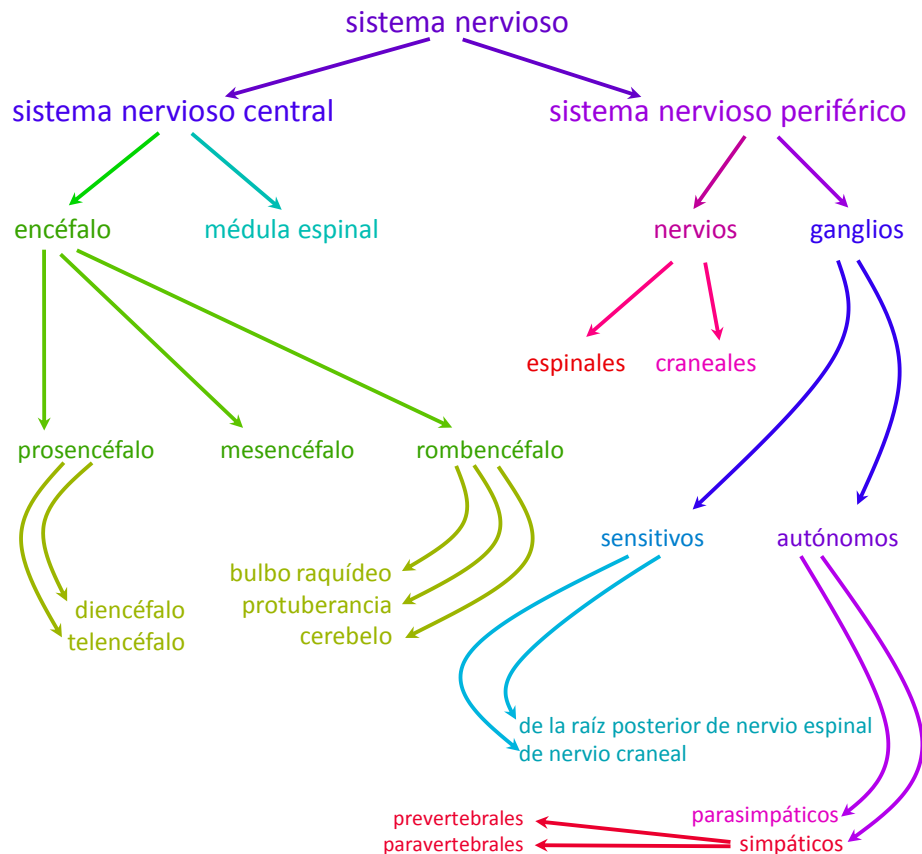 sistema nervioso
sistema nervioso central
sistema nervioso periférico
encéfalo
médula espinal
nervios
ganglios
espinales
craneales
prosencéfalo
mesencéfalo
rombencéfalo
sensitivos
autónomos
bulbo raquídeo
protuberancia
cerebelo
diencéfalo
telencéfalo
de la raíz posterior de nervio espinal
de nervio craneal
parasimpáticos
simpáticos
prevertebrales
paravertebrales